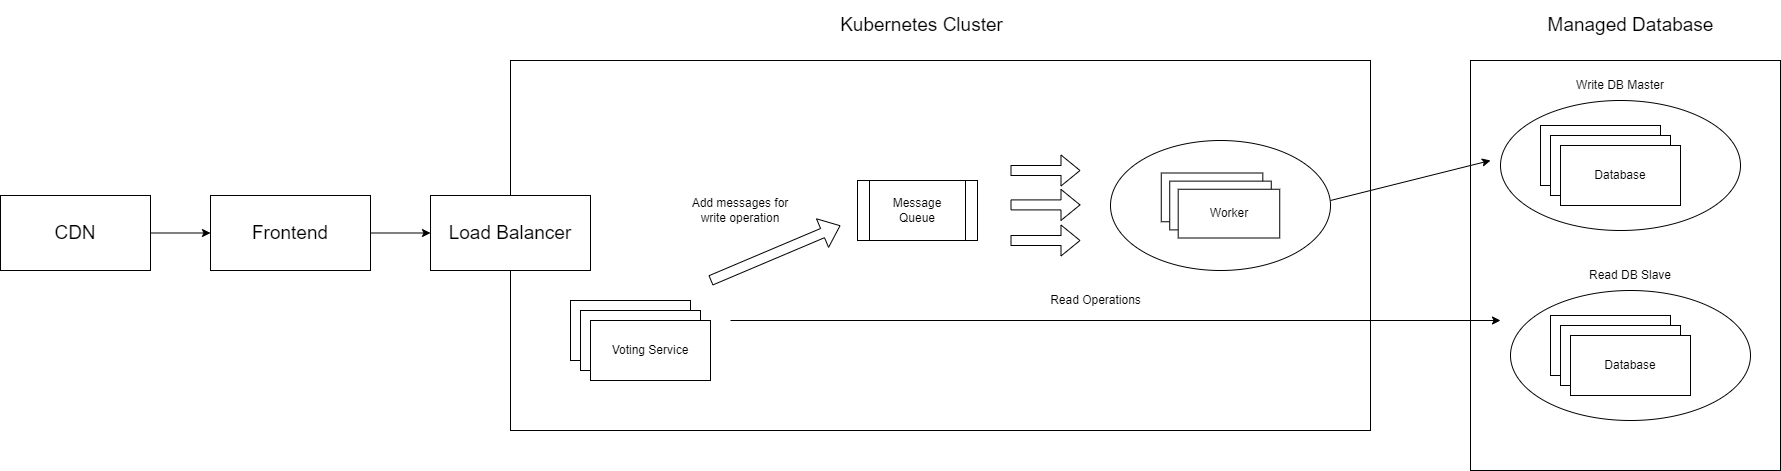 Kubernetes Cluster
Managed Database
CDN
Frontend
Load Balancer
Voting Service
Add messages for
write operation
Message
Queue
Worker
Read Operations
Write DB Master
Database
Read DB Slave
Database